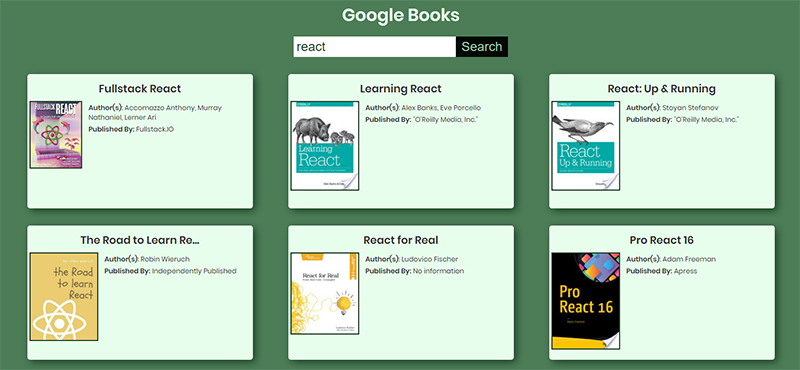 Google Books
react
Search
Fullstack React
FULLSTACK REACT
Author(s): Accomazzo Anthony, Murray
Nathaniel, Lerner Ari
Published By: Fullstack.IO
Learning React
Learning
React
Author(s): Alex Banks, Eve Porcello
Published By: "O'Reilly Media, Inc."
React: Up & Running
React
Up & Running
Author(s): Stoyan Stefanov
Published By: "O'Reilly Media, Inc."
The Road to Learn Re...
the Road
to learn
React
Author(s): Robin Wieruch
Published By: Independently Published
React for Real
React for Real
Author(s): Ludovico Fischer
Published By: No information
Pro React 16
Pro
React 16
Author(s): Adam Freeman
Published By: Apress